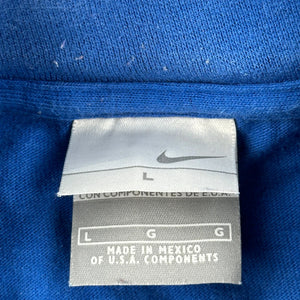 L
CON COMPONENTES DE E.U.A.
L G G
MADE IN MEXICO
OF U.S.A. COMPONENTS